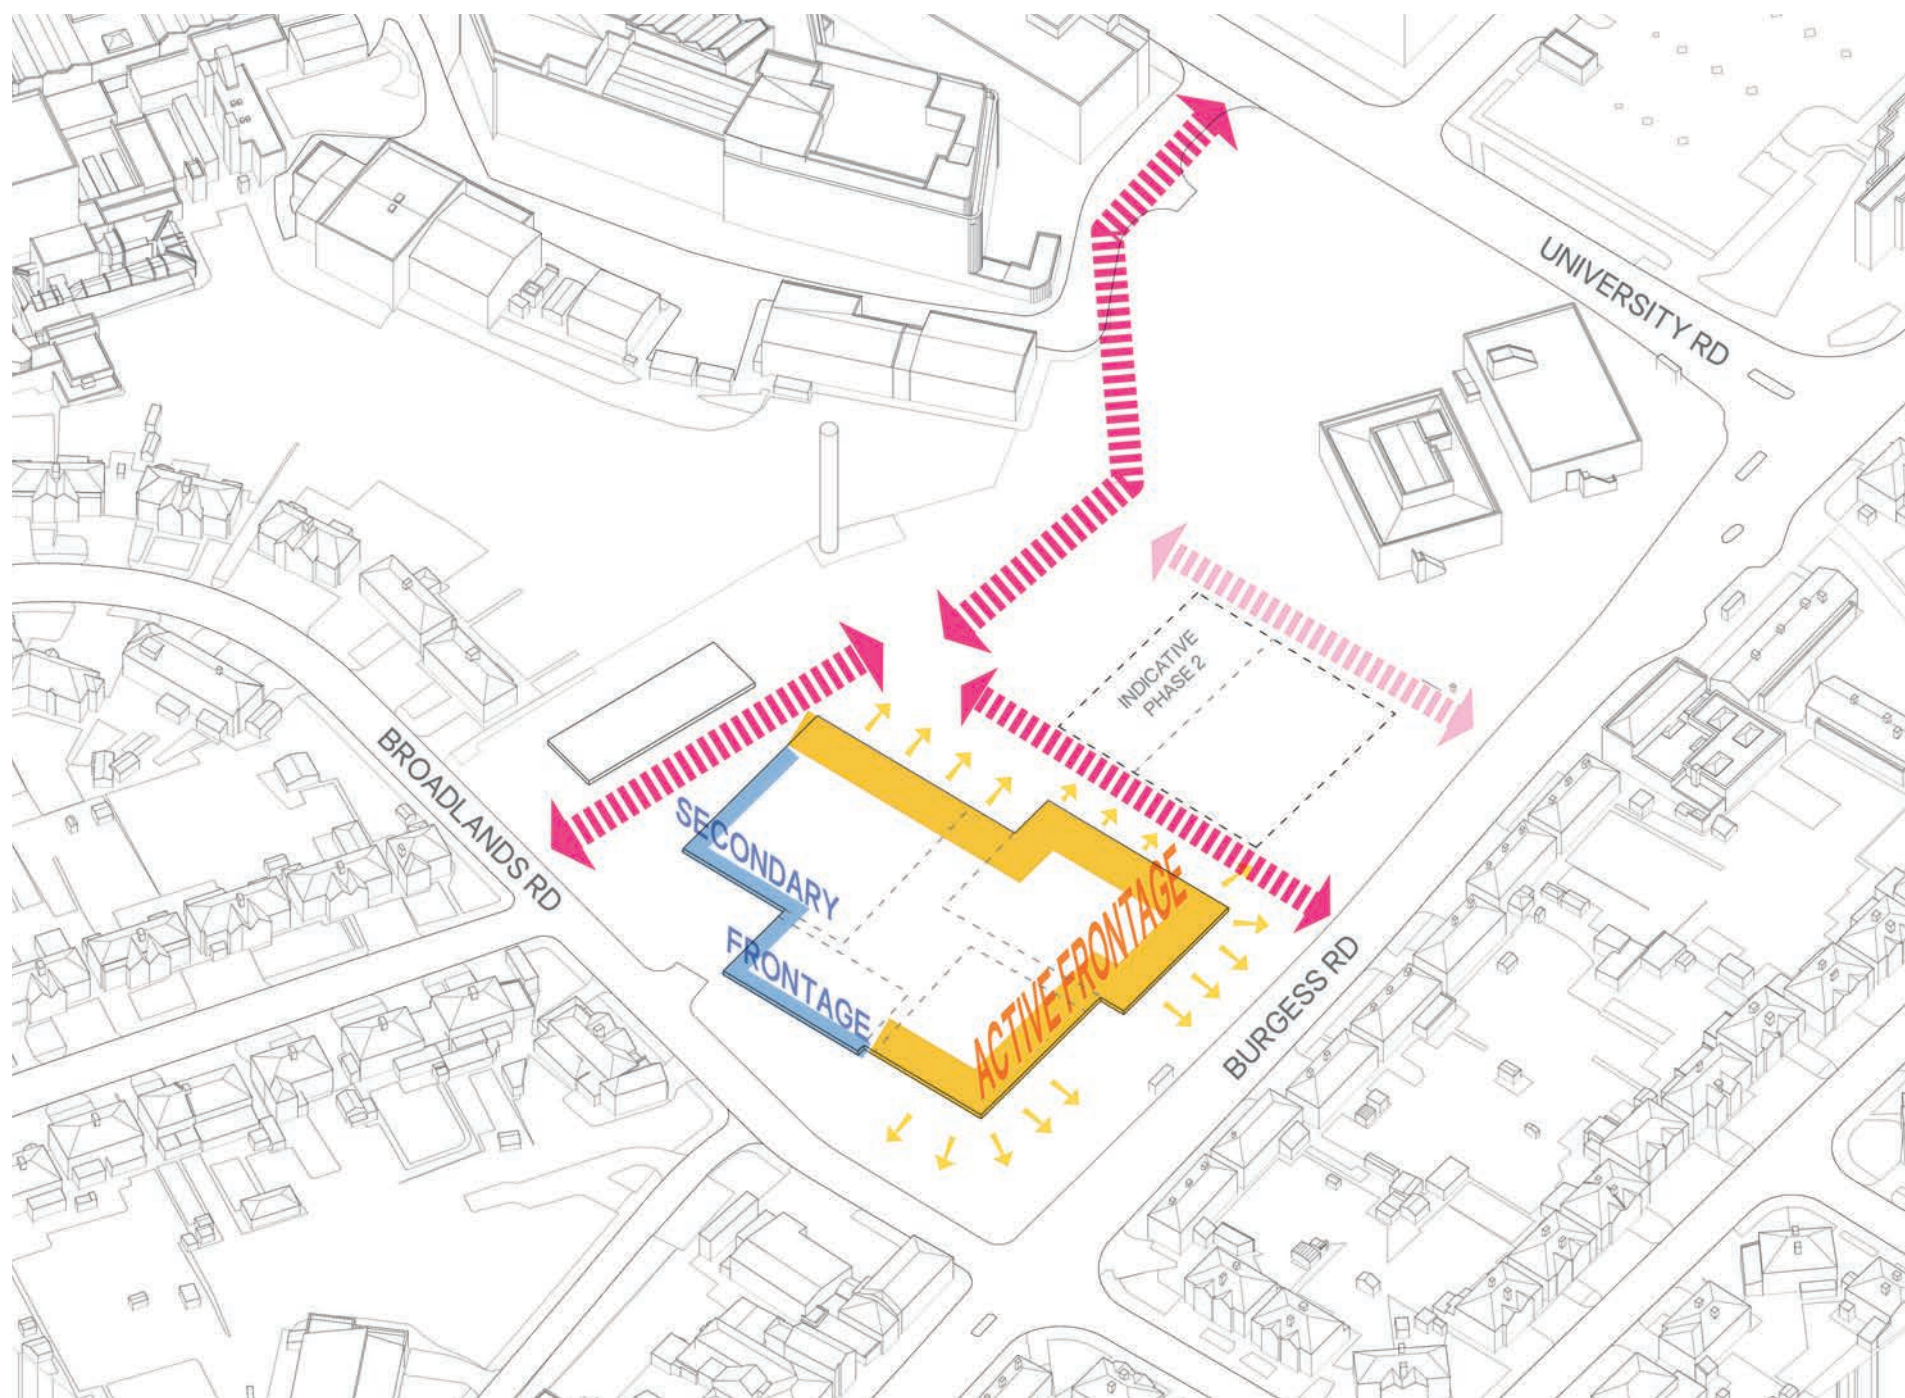 UNIVERSITY RD
INDICATIVE
PHASE 2
BROADLANDS RD
SECONDARY
FRONTAGE
ACTIVE FRONTAGE
BURGESS RD